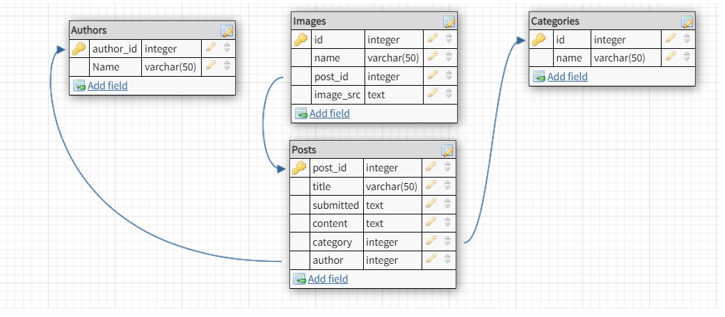 Authors
author_id integer
Name varchar(50)
Add field
Images
id integer
name varchar(50)
post_id integer
image_src text
Add field
Categories
id integer
name varchar(50)
Add field
Posts
post_id integer
title varchar(50)
submitted text
content text
category integer
author integer
Add field